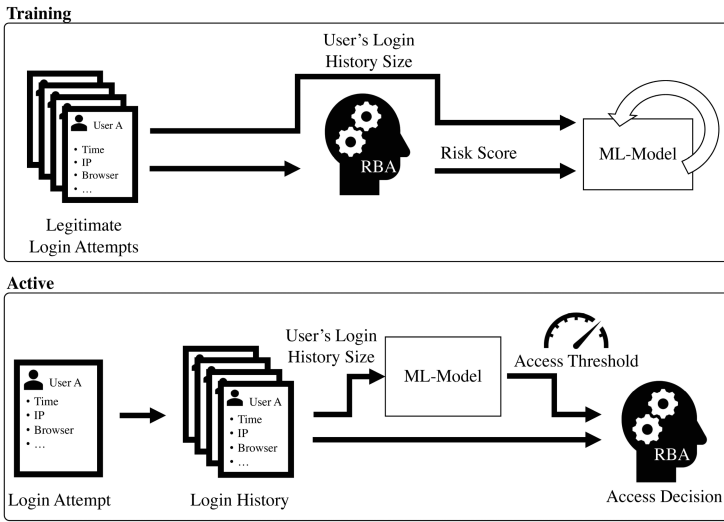 Training
User's Login
History Size
User A
• Time
• IP
• Browser
• ...
RBA
Risk Score
ML-Model
Legitimate
Login Attempts
Active
User A
• Time
• IP
• Browser
• ...
Login Attempt
User A
• Time
• IP
• Browser
• ...
Login History
User's Login
History Size
ML-Model
Access Threshold
RBA
Access Decision